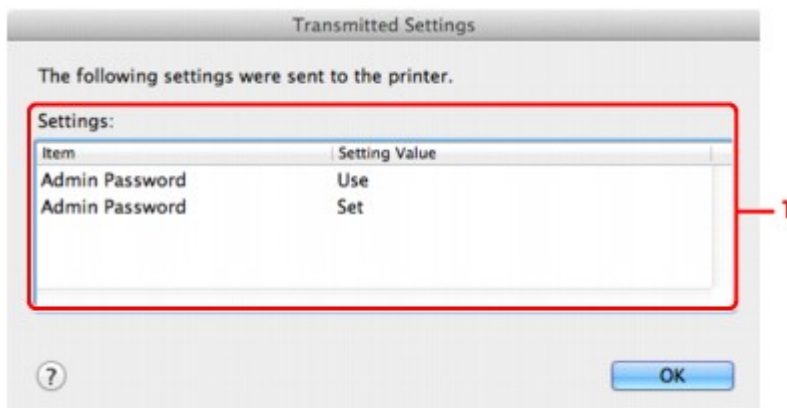 Transmitted Settings
The following settings were sent to the printer.
Settings:
Item Setting Value
Admin Password Use
Admin Password Set
1
? OK